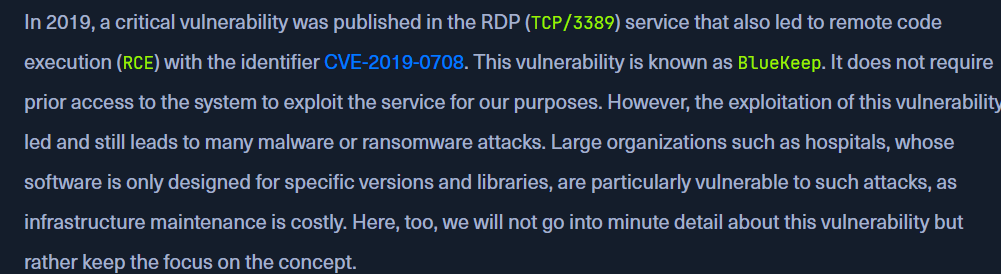 In 2019, a critical vulnerability was published in the RDP (TCP/3389) service that also led to remote code
execution (RCE) with the identifier CVE-2019-0708. This vulnerability is known as BlueKeep. It does not require
prior access to the system to exploit the service for our purposes. However, the exploitation of this vulnerability
led and still leads to many malware or ransomware attacks. Large organizations such as hospitals, whose
software is only designed for specific versions and libraries, are particularly vulnerable to such attacks, as
infrastructure maintenance is costly. Here, too, we will not go into minute detail about this vulnerability but
rather keep the focus on the concept.